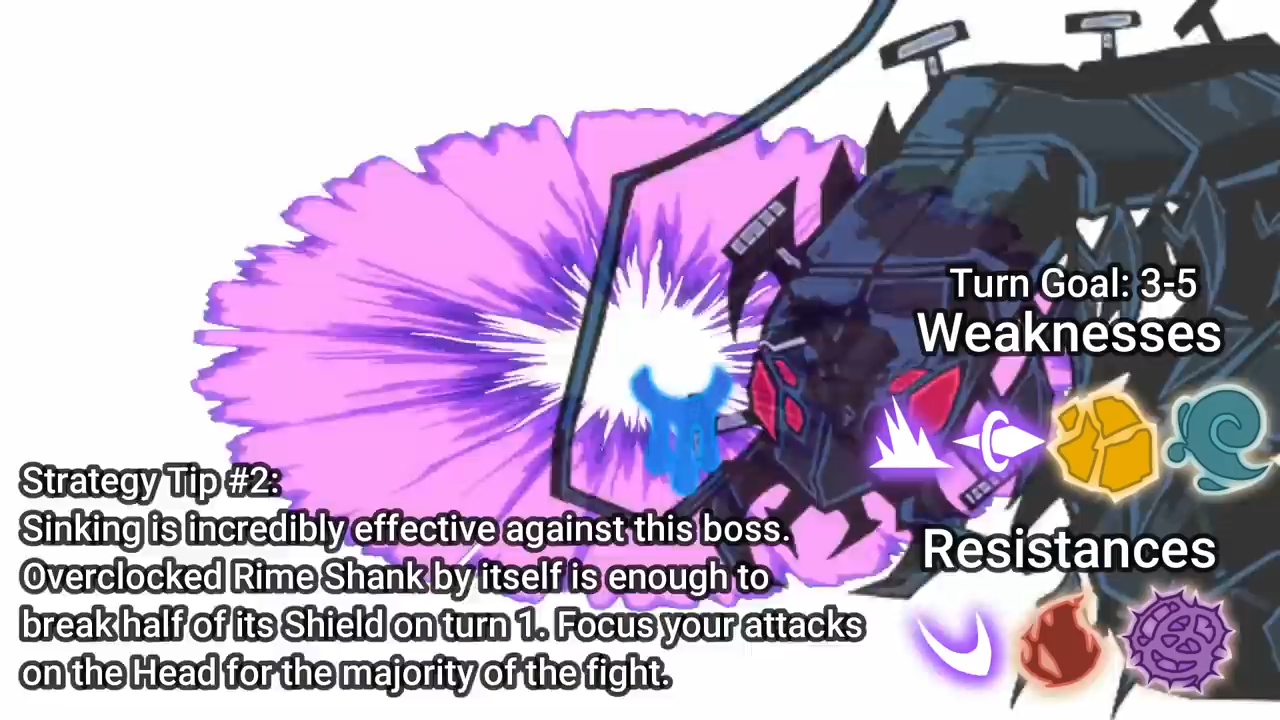 Turn Goal: 3-5
Weaknesses
Resistances
Strategy Tip #2:
Sinking is incredibly effective against this boss.
Overclocked Rime Shank by itself is enough to
break half of its Shield on turn 1. Focus your attacks
on the Head for the majority of the fight.